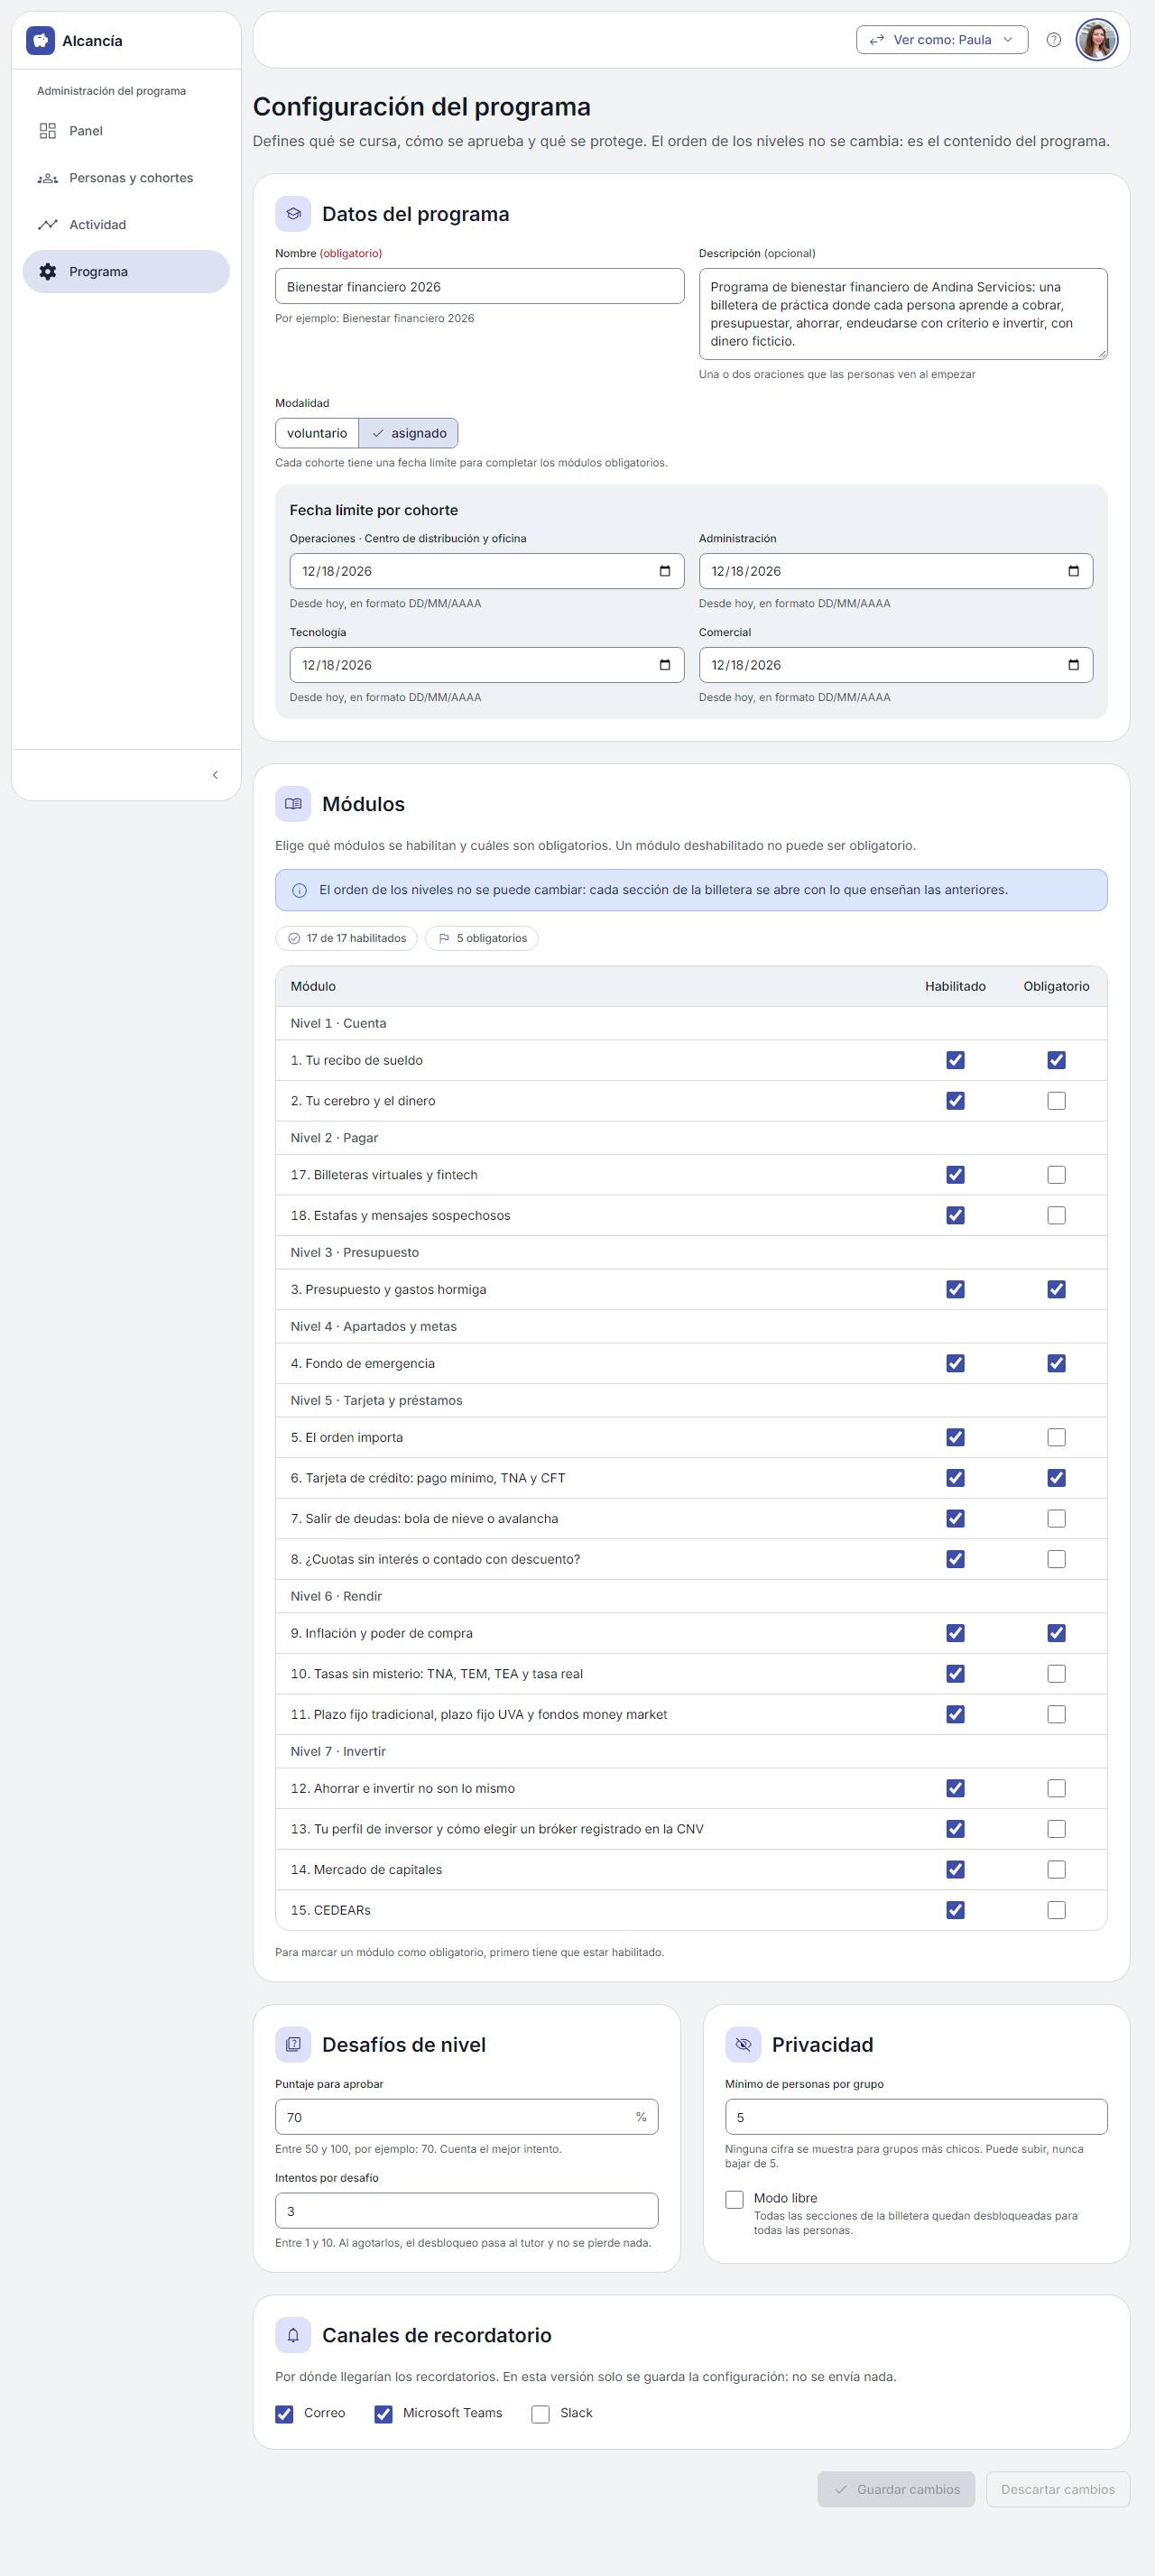 Alcancía
Ver como: Paula
Administración del programa
Panel
Personas y cohortes
Actividad
Programa
Configuración del programa
Defines qué se cursa, cómo se aprueba y qué se protege. El orden de los niveles no se cambia: es el contenido del programa.
Datos del programa
Nombre (obligatorio)
Bienestar financiero 2026
Por ejemplo: Bienestar financiero 2026
Descripción (opcional)
Programa de bienestar financiero de Andina Servicios: una
billetera de práctica donde cada persona aprende a cobrar,
presupuestar, ahorrar, endeudarse con criterio e invertir, con
dinero ficticio.
Una o dos oraciones que las personas ven al empezar
Modalidad
voluntario
asignado
Cada cohorte tiene una fecha límite para completar los módulos obligatorios.
Fecha límite por cohorte
Operaciones · Centro de distribución y oficina
12/18/2026
Desde hoy, en formato DD/MM/AAAA
Administración
12/18/2026
Desde hoy, en formato DD/MM/AAAA
Tecnología
12/18/2026
Desde hoy, en formato DD/MM/AAAA
Comercial
12/18/2026
Desde hoy, en formato DD/MM/AAAA
Módulos
Elige qué módulos se habilitan y cuáles son obligatorios. Un módulo deshabilitado no puede ser obligatorio.
El orden de los niveles no se puede cambiar: cada sección de la billetera se abre con lo que enseñan las anteriores.
17 de 17 habilitados
5 obligatorios
Módulo Habilitado Obligatorio
Nivel 1 · Cuenta
1. Tu recibo de sueldo
2. Tu cerebro y el dinero
Nivel 2 · Pagar
17. Billeteras virtuales y fintech
18. Estafas y mensajes sospechosos
Nivel 3 · Presupuesto
3. Presupuesto y gastos hormiga
Nivel 4 · Apartados y metas
4. Fondo de emergencia
Nivel 5 · Tarjeta y préstamos
5. El orden importa
6. Tarjeta de crédito: pago mínimo, TNA y CFT
7. Salir de deudas: bola de nieve o avalancha
8. ¿Cuotas sin interés o contado con descuento?
Nivel 6 · Rendir
9. Inflación y poder de compra
10. Tasas sin misterio: TNA, TEM, TEA y tasa real
11. Plazo fijo tradicional, plazo fijo UVA y fondos money market
Nivel 7 · Invertir
12. Ahorrar e invertir no son lo mismo
13. Tu perfil de inversor y cómo elegir un bróker registrado en la CNV
14. Mercado de capitales
15. CEDEARs
Para marcar un módulo como obligatorio, primero tiene que estar habilitado.
Desafíos de nivel
Puntaje para aprobar
70 %
Entre 50 y 100, por ejemplo: 70. Cuenta el mejor intento.
Intentos por desafío
3
Entre 1 y 10. Al agotarlos, el desbloqueo pasa al tutor y no se pierde nada.
Privacidad
Mínimo de personas por grupo
5
Ninguna cifra se muestra para grupos más chicos. Puede subir, nunca
bajar de 5.
Modo libre
Todas las secciones de la billetera quedan desbloqueadas para
todas las personas.
Canales de recordatorio
Por dónde llegarían los recordatorios. En esta versión solo se guarda la configuración: no se envía nada.
Correo
Microsoft Teams
Slack
Guardar cambios
Descartar cambios